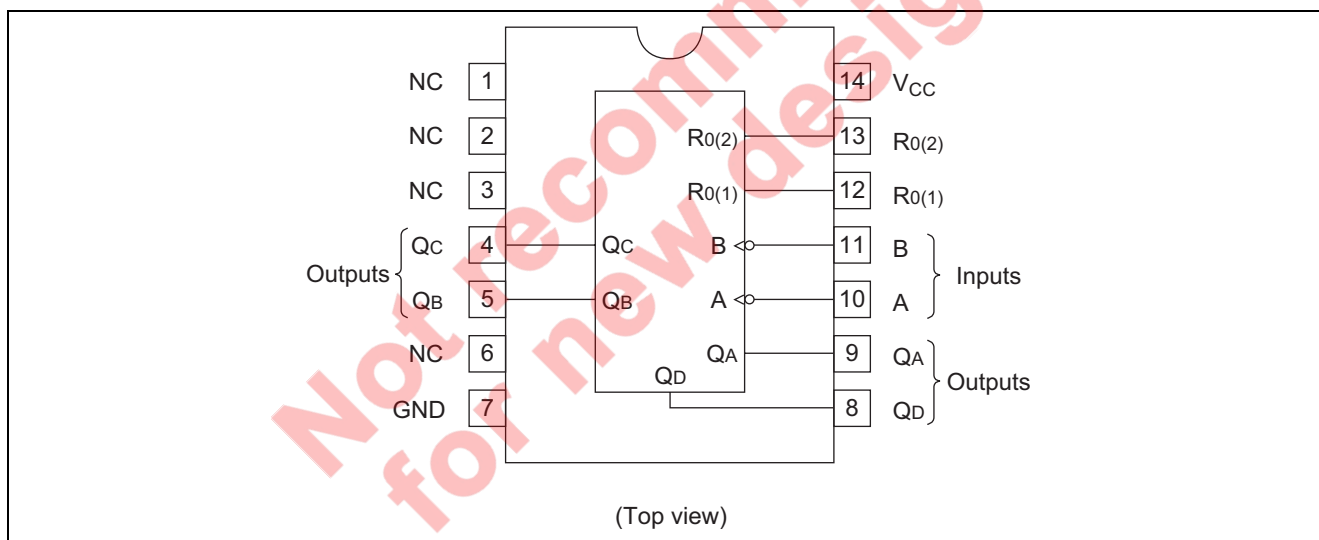 Not recomm
for new desig
NC 1
NC 2
NC 3
Outputs
QC 4
QB 5
NC 6
GND 7
14 VCC
13 R0(2)
12 R0(1)
11 B
10 A
Inputs
9 QA
8 QD
Outputs
R0(2)
R0(1)
QC
B
QB
A
QA
QD
(Top view)